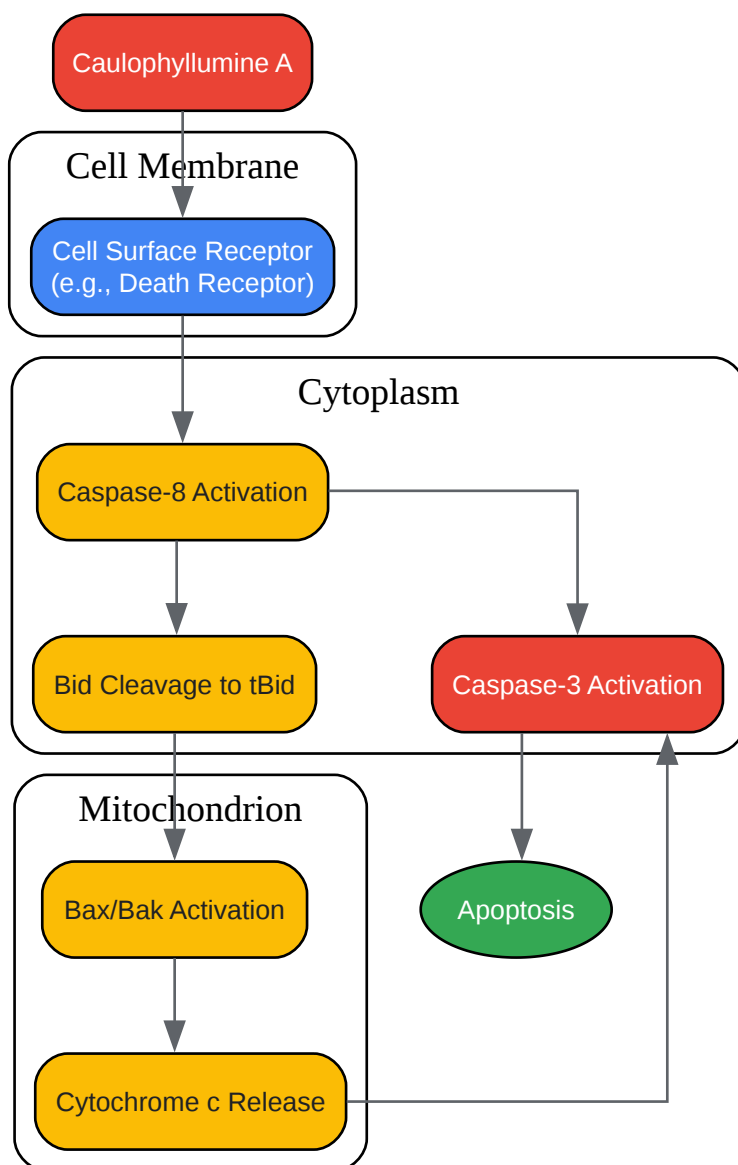 Caulophyllumine A
Cell Membrane
Cell Surface Receptor
(e.g., Death Receptor)
Cytoplasm
Caspase-8 Activation
Bid Cleavage to tBid
Caspase-3 Activation
Mitochondrion
Bax/Bak Activation
Apoptosis
Cytochrome c Release